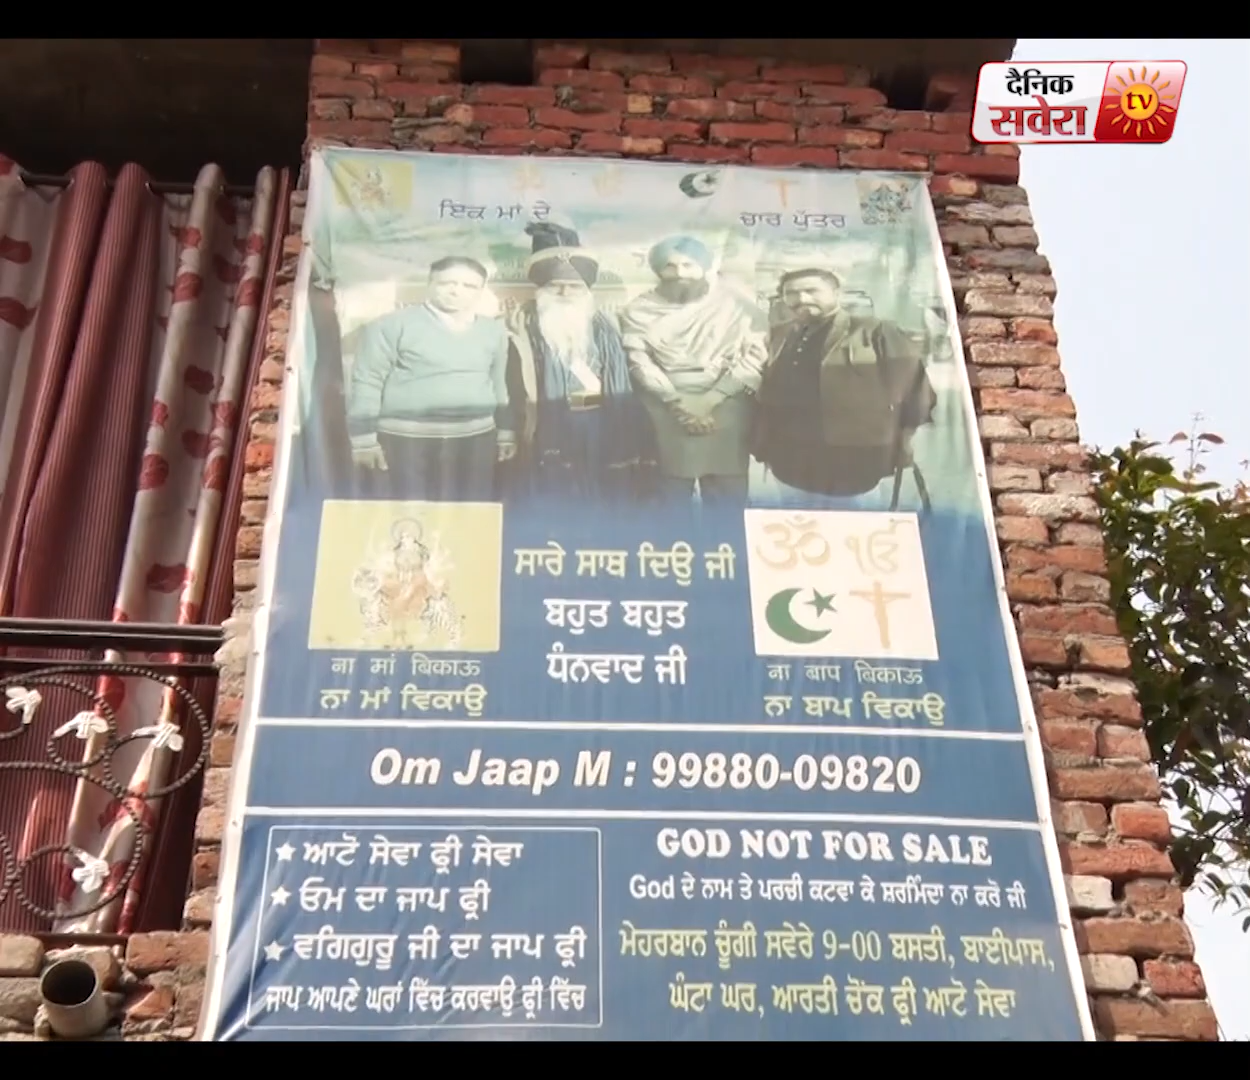 दैनिक
सवेरा
tv
ਇਕ ਮਾਂ ਦੇ
ਚਾਰ ਪੁੱਤਰ
ॐ ੴ
ਸਾਰੇ ਸਾਥ ਦਿਉ ਜੀ
ਬਹੁਤ ਬਹੁਤ
ਧੰਨਵਾਦ ਜੀ
ना मां बिकाऊ
ਨਾ ਮਾਂ ਵਿਕਾਉ
ना बाप बिकाऊ
ਨਾ ਬਾਪ ਵਿਕਾਉ
Om Jaap M : 99880-09820
ਆਟੋ ਸੇਵਾ ਫ੍ਰੀ ਸੇਵਾ
ਓਮ ਦਾ ਜਾਪ ਫ੍ਰੀ
ਵਗਿਗੁਰੂ ਜੀ ਦਾ ਜਾਪ ਫ੍ਰੀ
ਜਾਪ ਆਪਣੇ ਘਰਾਂ ਵਿੱਚ ਕਰਵਾਉ ਫ੍ਰੀ ਵਿੱਚ
GOD NOT FOR SALE
God ਦੇ ਨਾਮ ਤੇ ਪਰਚੀ ਕਟਵਾ ਕੇ ਸ਼ਰਮਿੰਦਾ ਨਾ ਕਰੋ ਜੀ
ਮੇਹਰਬਾਨ ਚੂੰਗੀ ਸਵੇਰੇ 9-00 ਬਸਤੀ, ਬਾਈਪਾਸ,
ਘੰਟਾ ਘਰ, ਆਰਤੀ ਚੋਂਕ ਫ੍ਰੀ ਆਟੋ ਸੇਵਾ